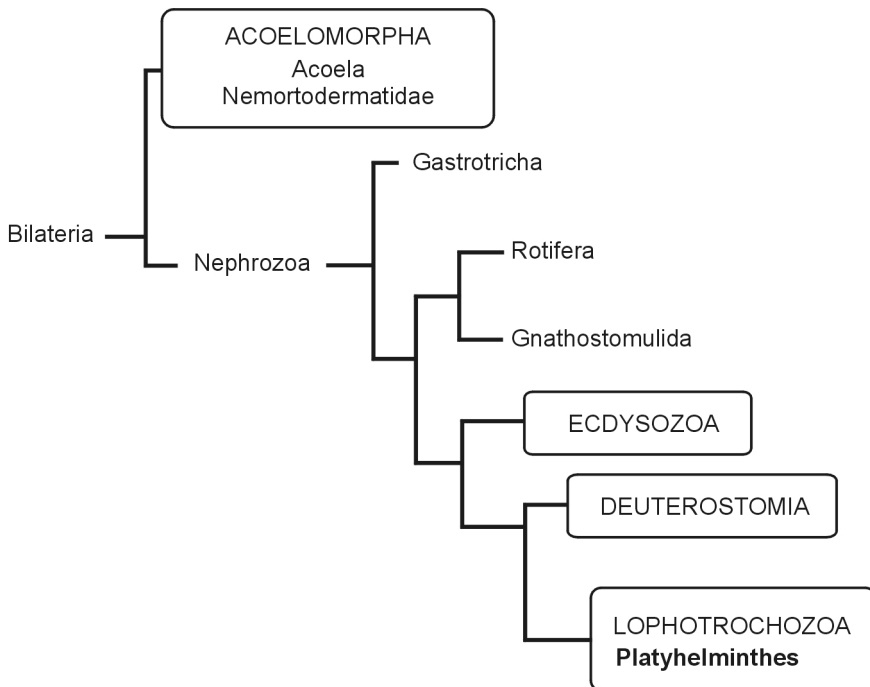 ACOELOMORPHA
Acoela
Nemortodermatidae
Gastrotricha
Bilateria
Rotifera
Nephrozoa
Gnathostomulida
ECDYSOZOA
DEUTEROSTOMIA
LOPHOTROCHOZOA
Platyhelminthes